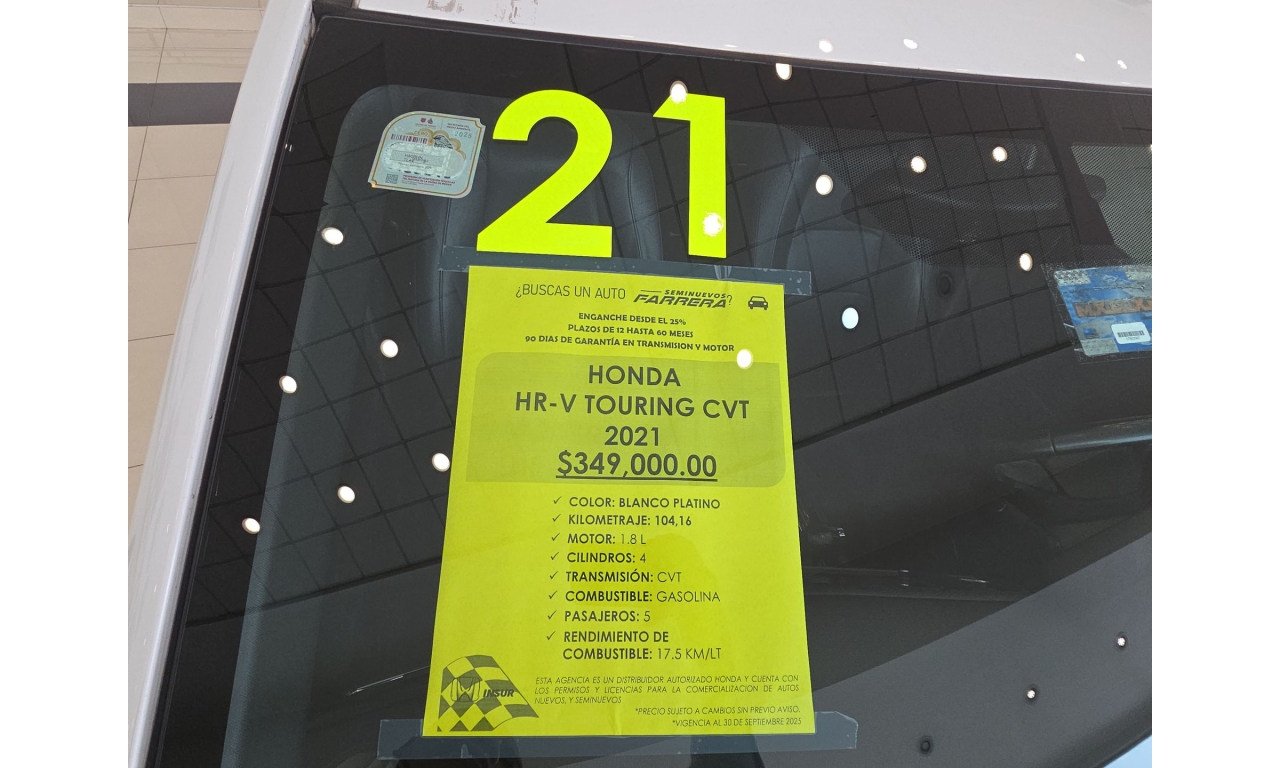 2025
21
¿BUSCAS UN AUTO SEMINUEVOS FARRERA?
ENGANCHE DESDE EL 25%
PLAZOS DE 12 HASTA 60 MESES
90 DIAS DE GARANTÍA EN TRANSMISION Y MOTOR
HONDA
HR-V TOURING CVT
2021
$349,000.00
✓ COLOR: BLANCO PLATINO
✓ KILOMETRAJE: 104,16
✓ MOTOR: 1.8 L
✓ CILINDROS: 4
✓ TRANSMISIÓN: CVT
✓ COMBUSTIBLE: GASOLINA
✓ PASAJEROS: 5
✓ RENDIMIENTO DE
COMBUSTIBLE: 17.5 KM/LT
INSUR
ESTA AGENCIA ES UN DISTRIBUIDOR AUTORIZADO HONDA Y CUENTA CON
LOS PERMISOS Y LICENCIAS PARA LA COMERCIALIZACION DE AUTOS
NUEVOS, Y SEMINUEVOS
*PRECIO SUJETO A CAMBIOS SIN PREVIO AVISO.
*VIGENCIA AL 30 DE SEPTIEMBRE 2025